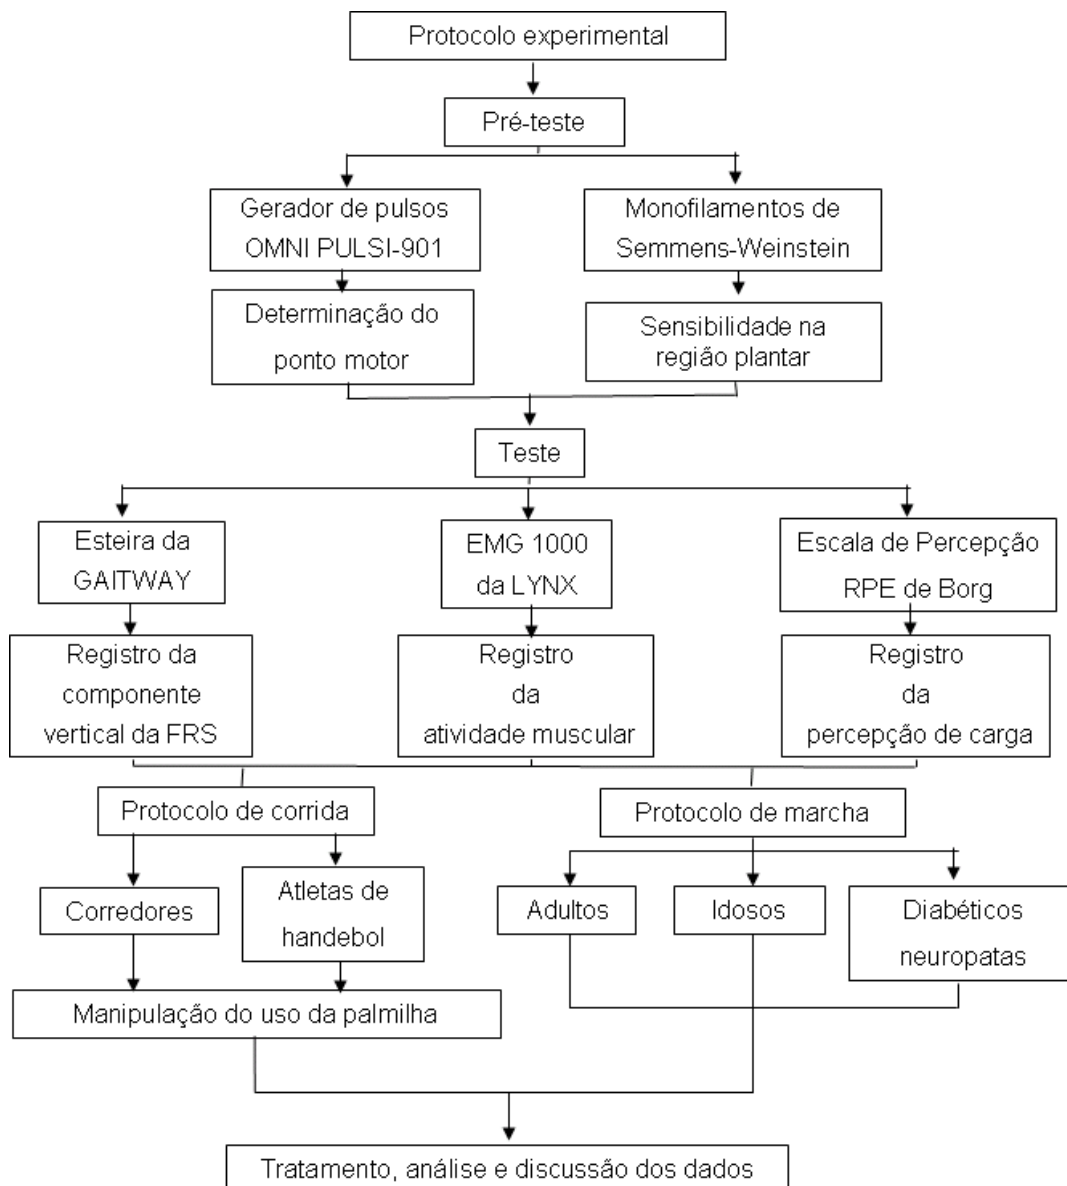 Protocolo experimental
Pré-teste
Gerador de pulsos
OMNI PULSI-901
Monofilamentos de
Semmens-Weinstein
Determinação do
ponto motor
Sensibilidade na
região plantar
Teste
Esteira da
GAITWAY
EMG 1000
da LYNX
Escala de Percepção
RPE de Borg
Registro da
componente
vertical da FRS
Registro
da
atividade muscular
Registro
da
percepção de carga
Protocolo de corrida
Protocolo de marcha
Corredores
Atletas de
handebol
Adultos
Idosos
Diabéticos
neuropatas
Manipulação do uso da palmilha
Tratamento, análise e discussão dos dados